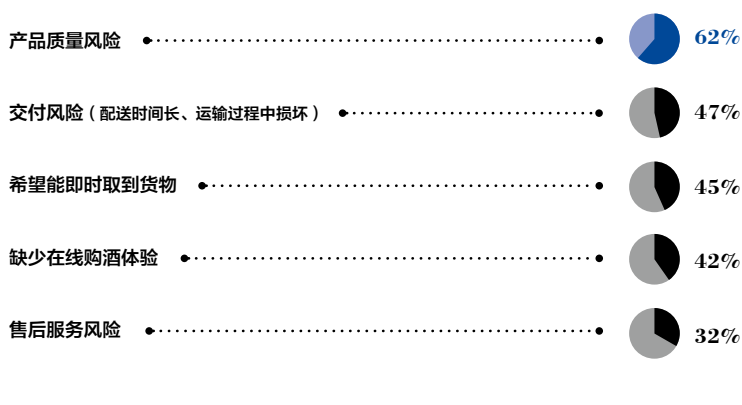 产品质量风险 62%
交付风险（配送时间长、运输过程中损坏） 47%
希望能即时取到货物 45%
缺少在线购酒体验 42%
售后服务风险 32%